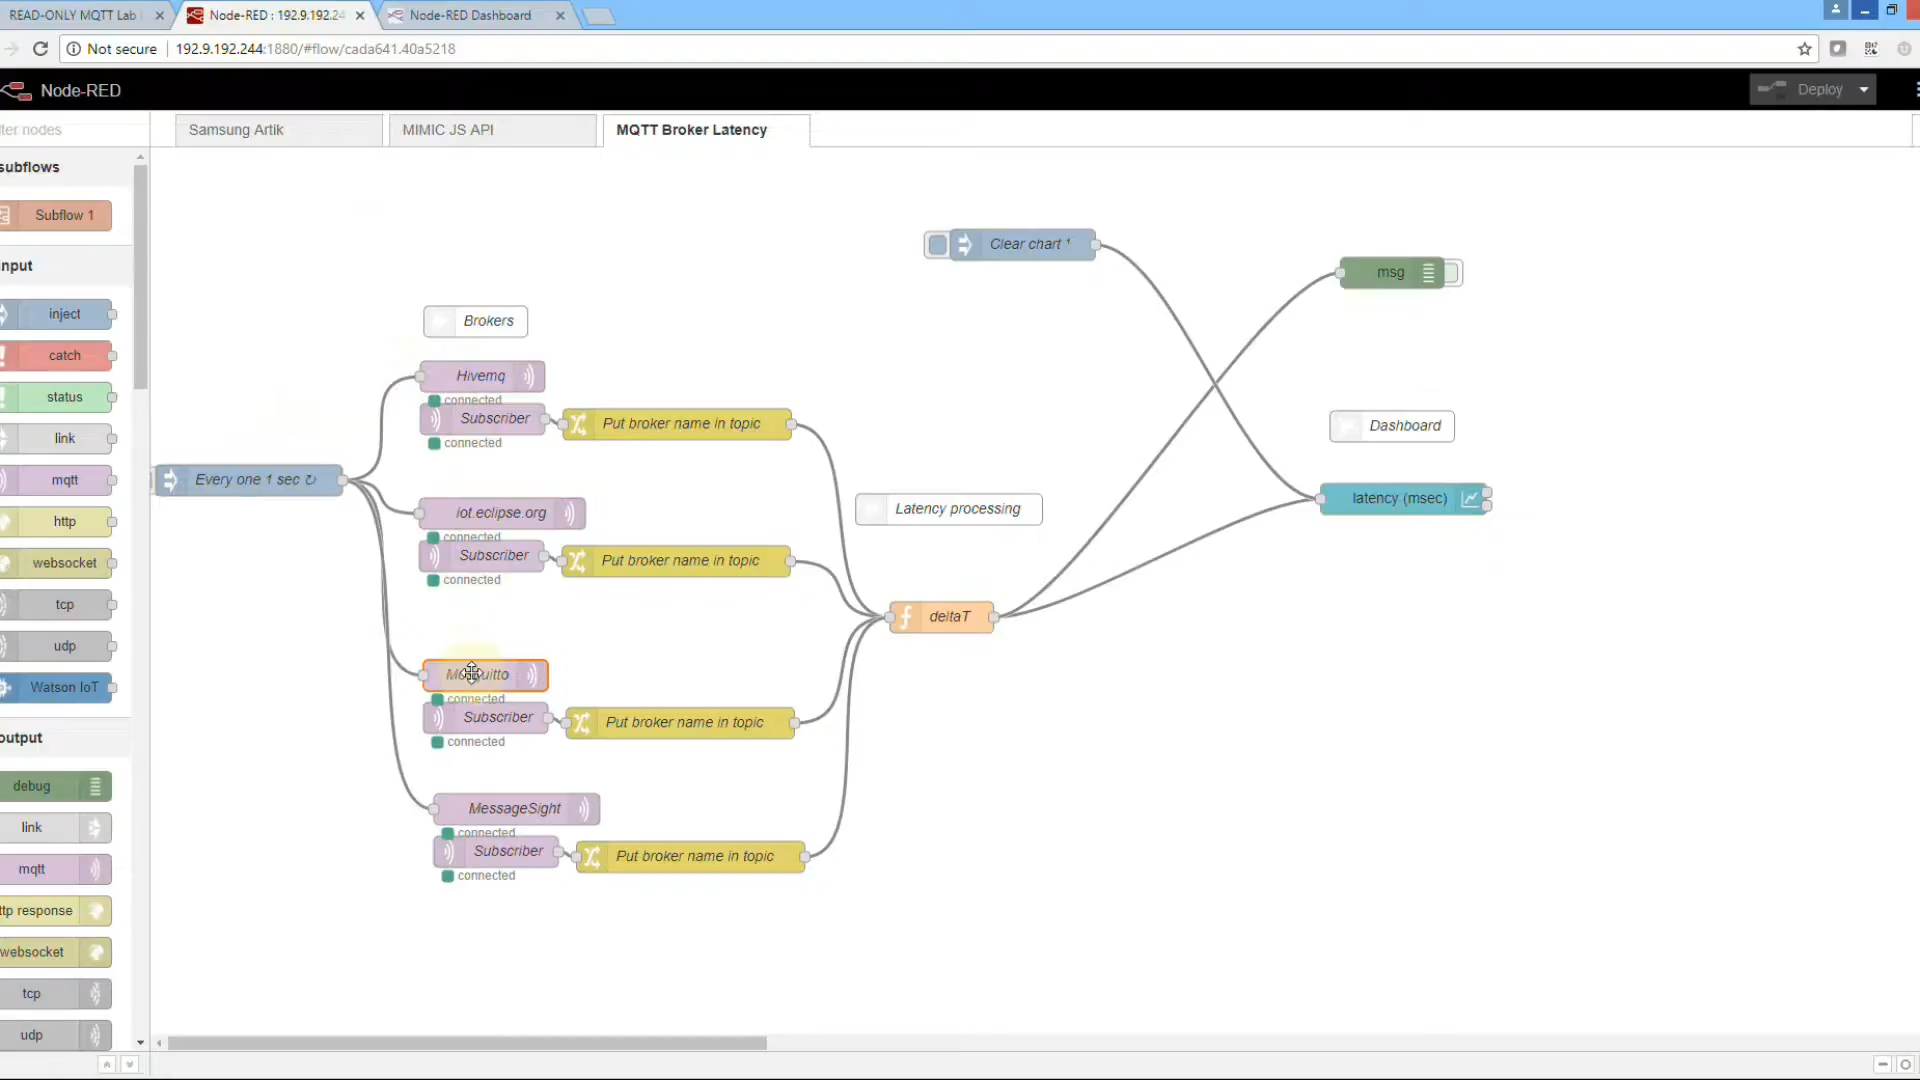 READ-ONLY MQTT Lab
Node-RED : 192.9.192.24
Node-RED Dashboard
Not secure
192.9.192.244:1880/#flow/cada641.40a5218
Node-RED
Deploy
lter nodes
Samsung Artik
MIMIC JS API
MQTT Broker Latency
subflows
Subflow 1
input
inject
catch
status
link
mqtt
http
websocket
tcp
udp
Watson IoT
output
debug
link
mqtt
ttp response
websocket
tcp
udp
Every one 1 sec ↻
Brokers
Hivemq
connected
Subscriber
connected
Put broker name in topic
iot.eclipse.org
connected
Subscriber
connected
Put broker name in topic
connected
Subscriber
connected
Put broker name in topic
MessageSight
connected
Subscriber
connected
Put broker name in topic
Clear chart ¹
Latency processing
deltaT
msg
Dashboard
latency (msec)